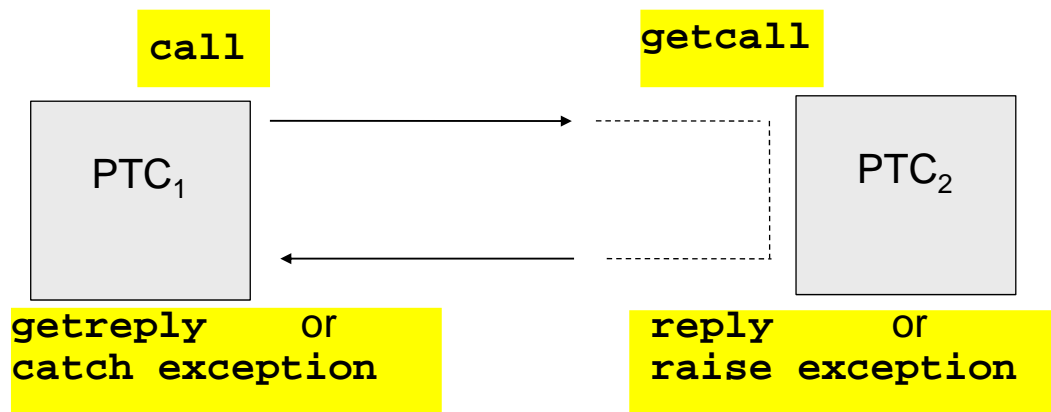 call
getcall
PTC₁
PTC₂
getreply or
catch exception
reply or
raise exception